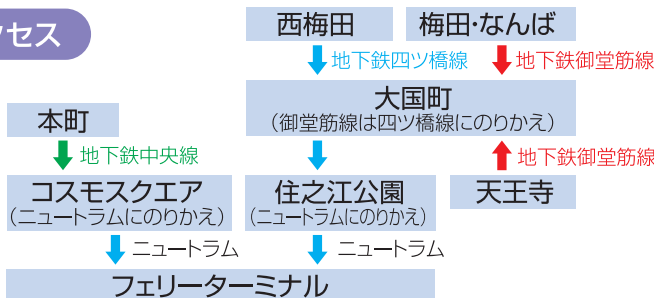 クセス
西梅田
梅田・なんば
地下鉄四ツ橋線
地下鉄御堂筋線
大国町
（御堂筋線は四ツ橋線にのりかえ）
本町
地下鉄中央線
地下鉄御堂筋線
コスモスクエア
（ニュートラムにのりかえ）
住之江公園
（ニュートラムにのりかえ）
天王寺
ニュートラム
ニュートラム
フェリーターミナル